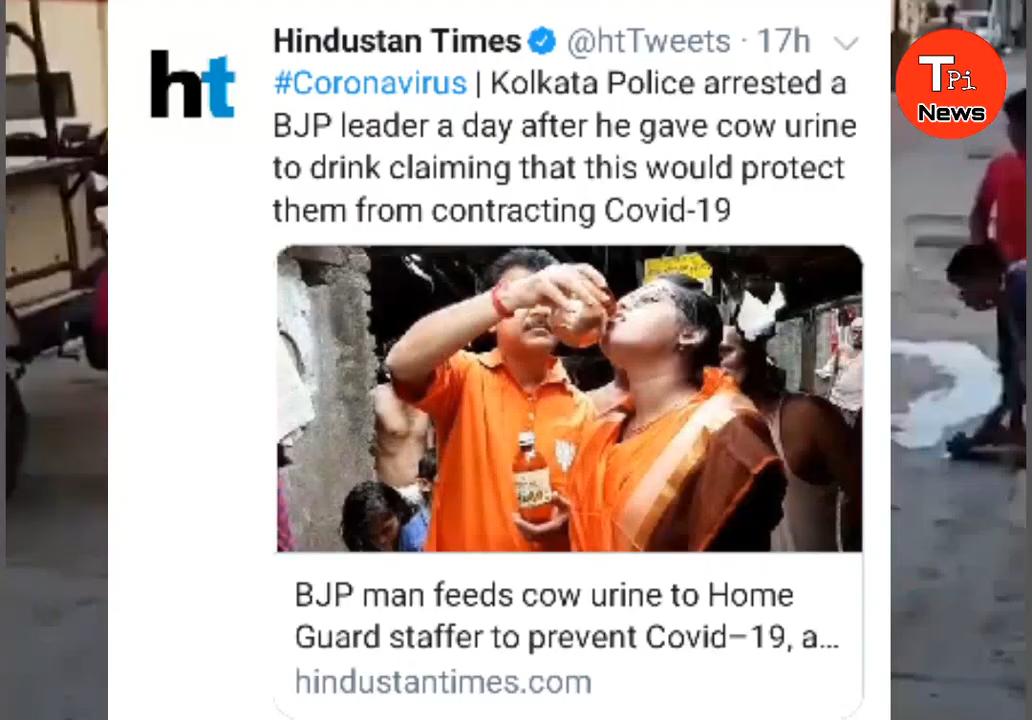 Hindustan Times @htTweets · 17h
#Coronavirus | Kolkata Police arrested a
BJP leader a day after he gave cow urine
to drink claiming that this would protect
them from contracting Covid-19
ht
TPi
News
BJP man feeds cow urine to Home
Guard staffer to prevent Covid–19, a...
hindustantimes.com